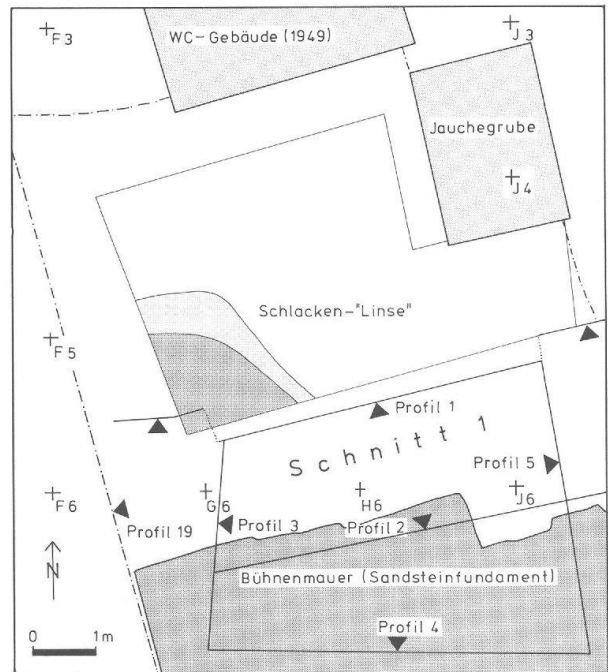 F3
WC-Gebäude (1949)
J3
Jauchegrube
J4
Schlacken-"Linse"
F5
Profil 1
Schnitt 1
Profil 5
F6
G6
H6
J6
Profil 19
Profil 3
Profil 2
N
Bühnenmauer (Sandsteinfundament)
0 1m
Profil 4